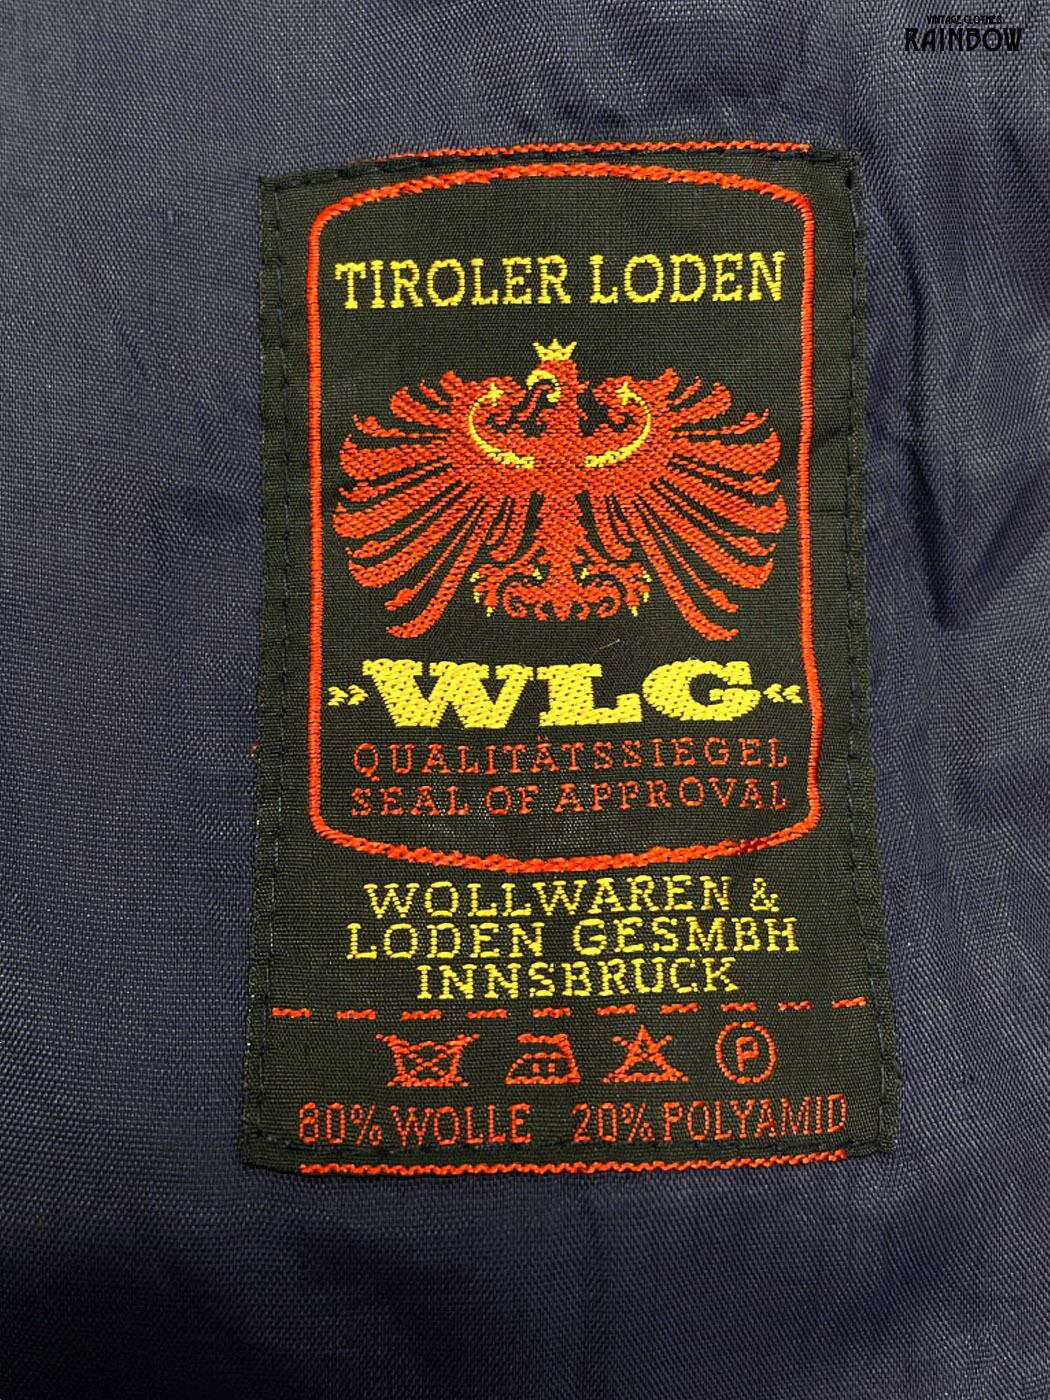 VINTAGE CLOTHES
RAINBOW
TIROLER LODEN
»WLG«
QUALITÄTSSIEGEL
SEAL OF APPROVAL
WOLLWAREN &
LODEN GESMBH
INNSBRUCK
P
80% WOLLE 20% POLYAMID